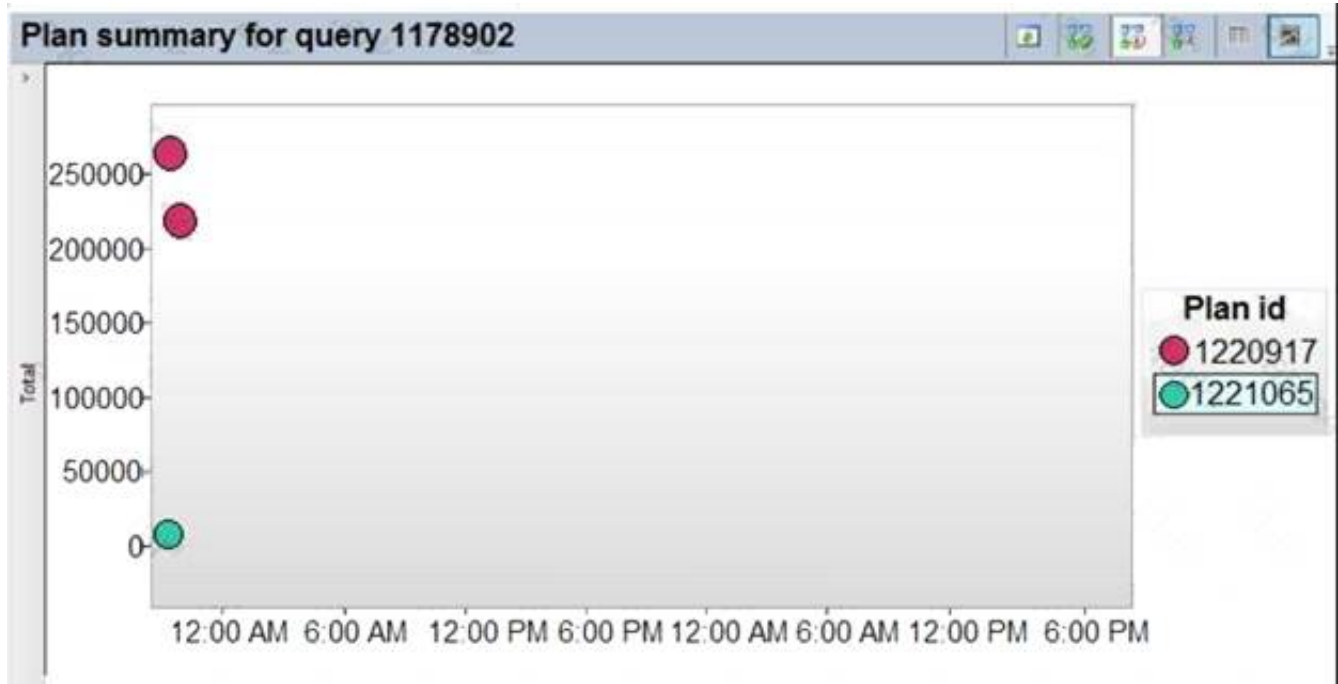 Plan summary for query 1178902
Total
250000
200000
150000
100000
50000
0
12:00 AM 6:00 AM 12:00 PM 6:00 PM 12:00 AM 6:00 AM 12:00 PM 6:00 PM
Plan id
1220917
1221065